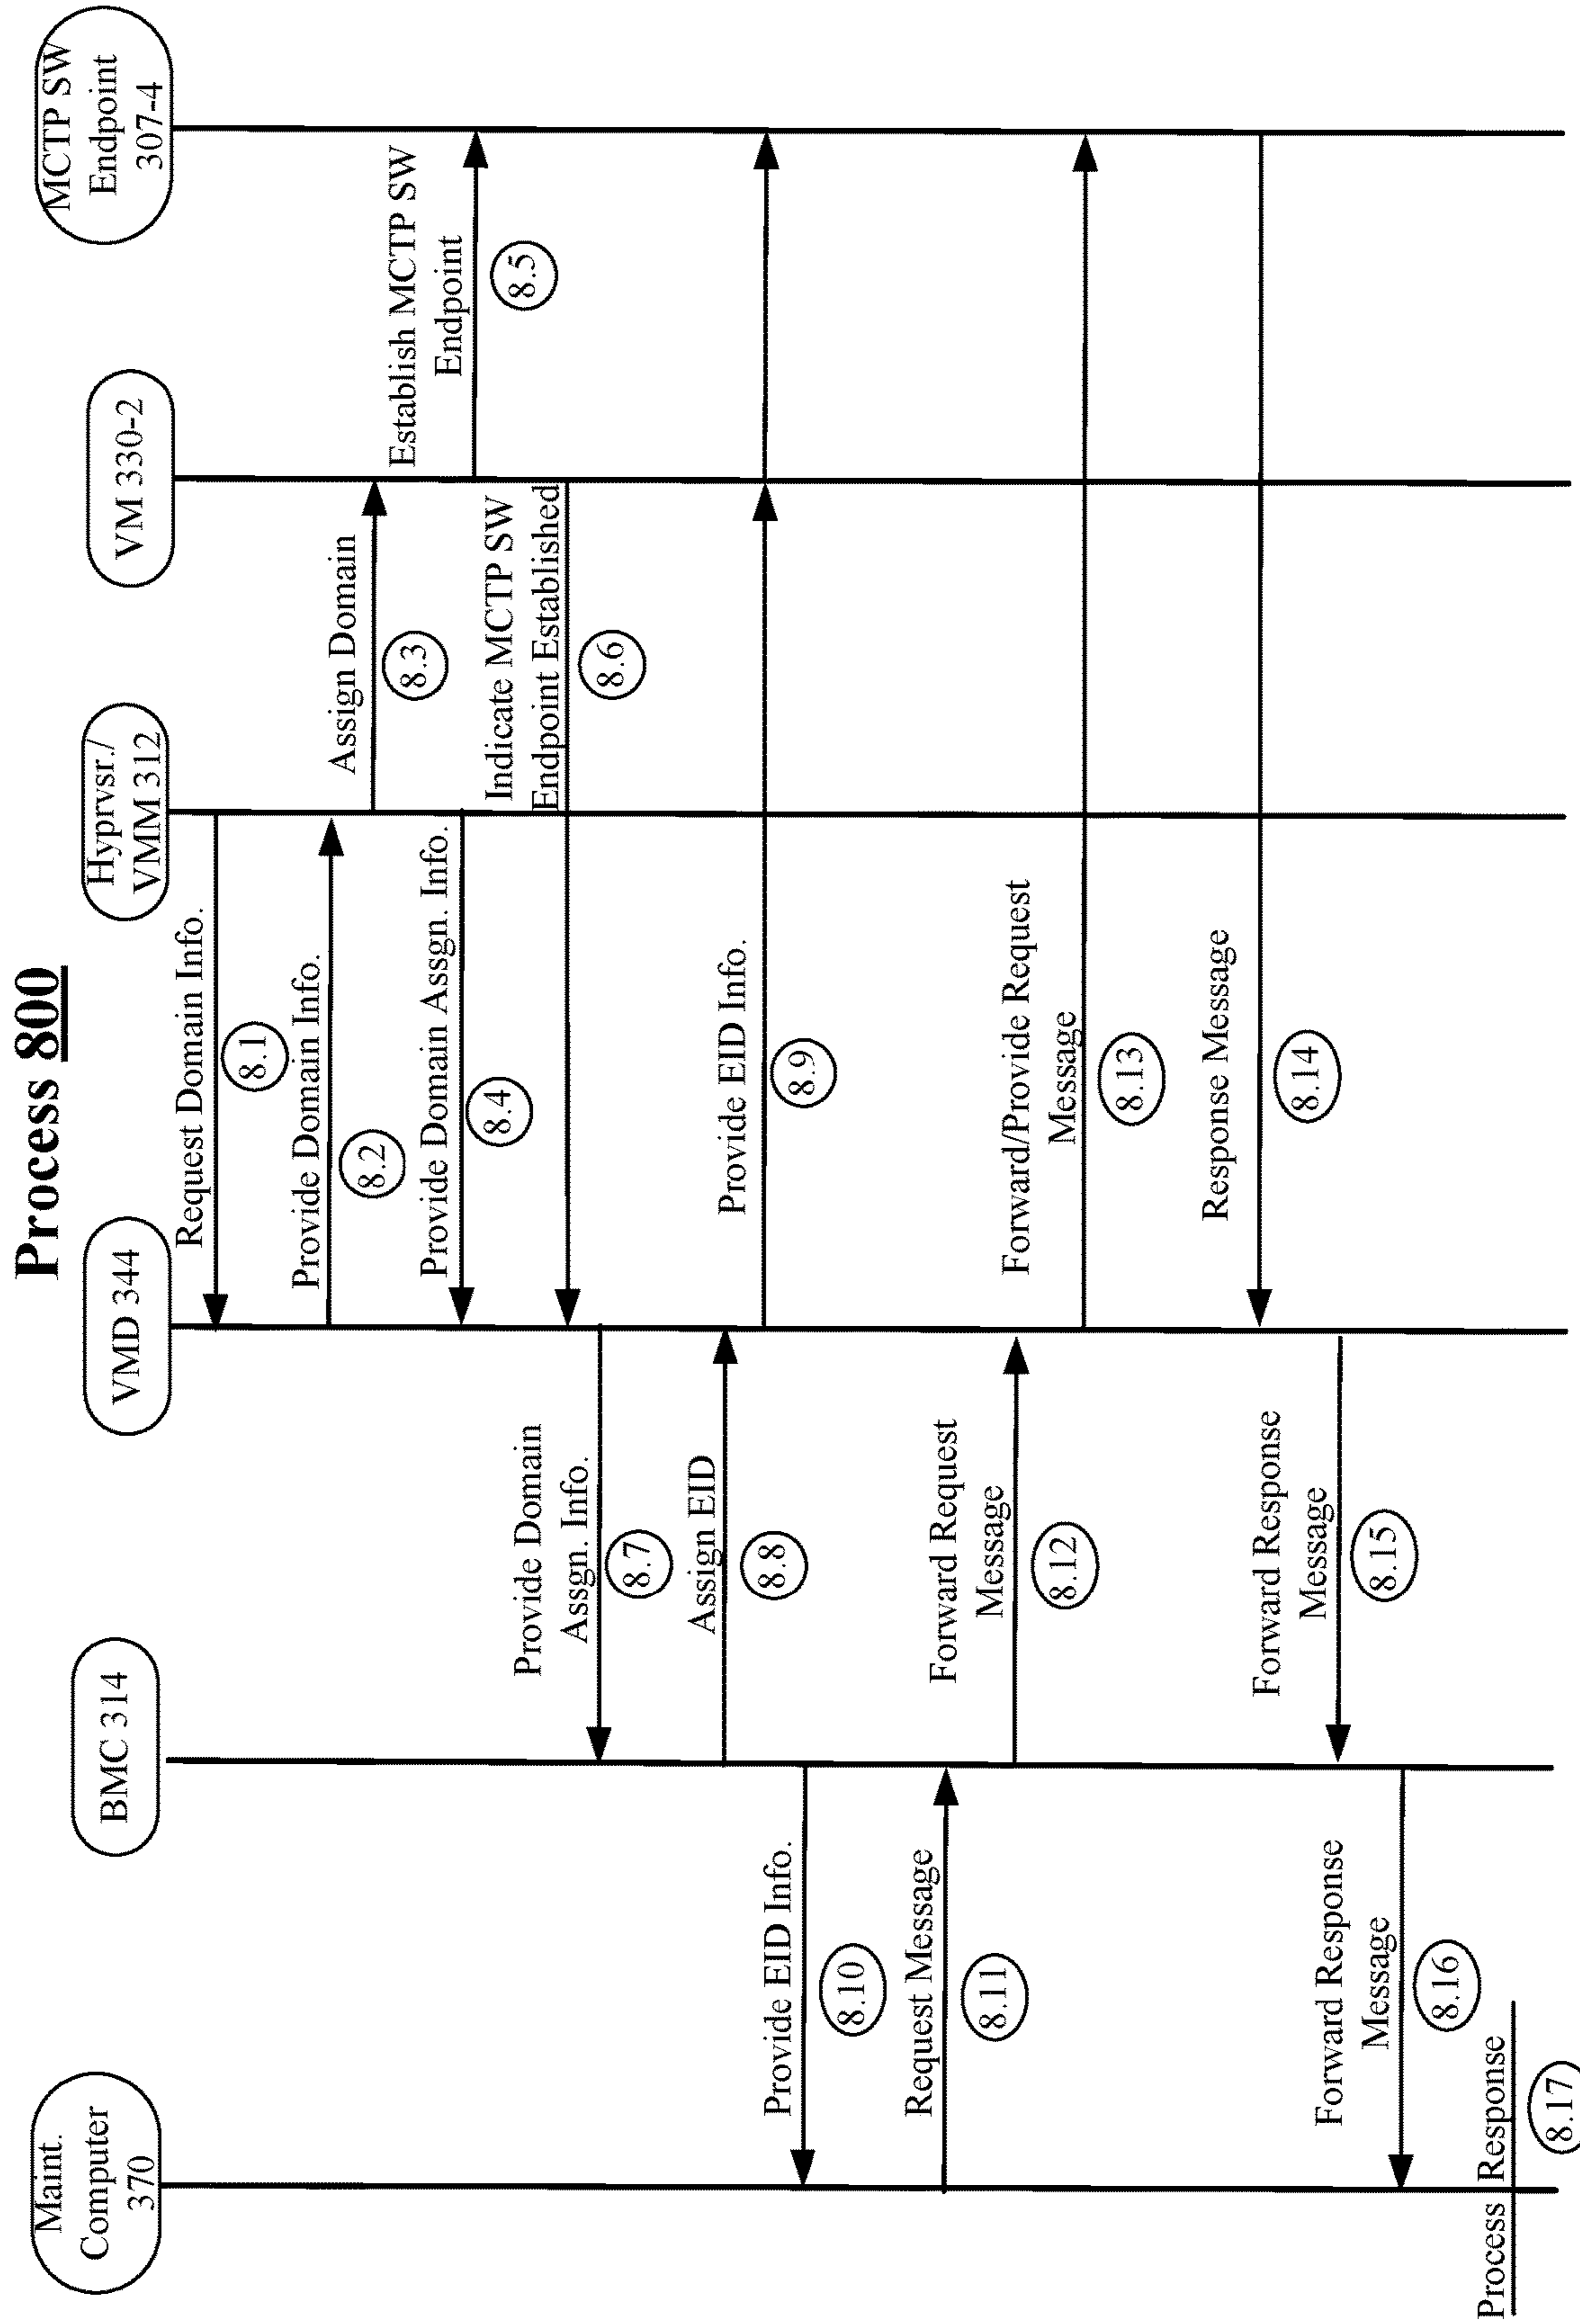 Process 800
Maint.
Computer
370
BMC 314
VMD 344
Hyprvsr./
VMM 312
VM 330-2
MCTP SW
Endpoint
307-4
Request Domain Info.
8.1
Provide Domain Info.
8.2
Assign Domain
8.3
Provide Domain Assgn. Info.
8.4
Establish MCTP SW
Endpoint
8.5
Indicate MCTP SW
Endpoint Established
8.6
Provide Domain
Assgn. Info.
8.7
Assign EID
8.8
Provide EID Info.
8.9
Provide EID Info.
8.10
Request Message
8.11
Forward Request
Message
8.12
Forward/Provide Request
Message
8.13
Response Message
8.14
Forward Response
Message
8.15
Forward Response
Message
8.16
Process Response
8.17